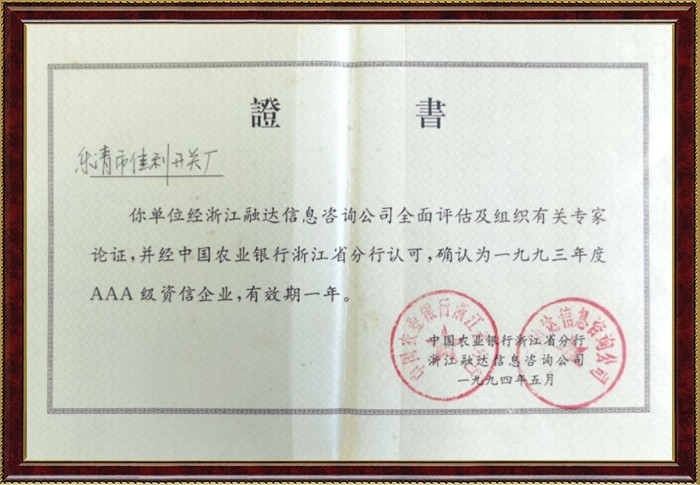 證 書
乐清市佳利开关厂
你单位经浙江融达信息咨询公司全面评估及组织有关专家
论证,并经中国农业银行浙江省分行认可,确认为一九九三年度
AAA 级资信企业,有效期一年。
中国农业银行浙江省分行
浙江融达信息咨询公司
一九九四年五月